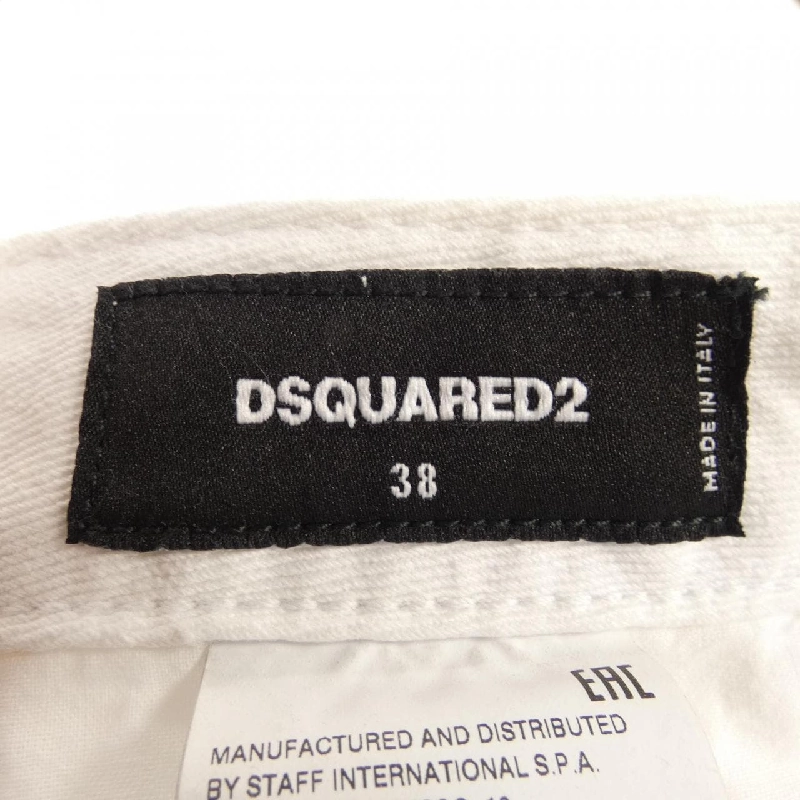 DSQUARED2
38
MADE IN ITALY
EAC
MANUFACTURED AND DISTRIBUTED
BY STAFF INTERNATIONAL S.P.A.